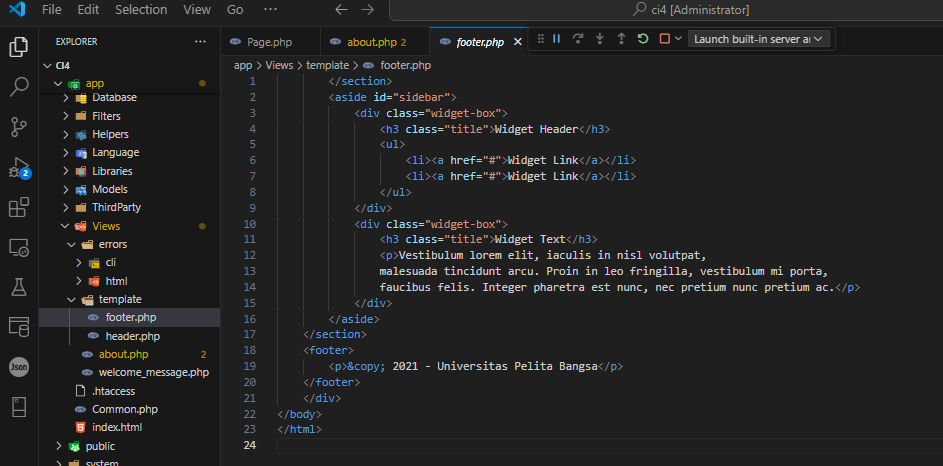 File Edit Selection View Go ··· ci4 [Administrator]
EXPLORER ···
CI4
app
Database
Filters
Helpers
Language
Libraries
Models
ThirdParty
Views
errors
cli
html
template
footer.php
header.php
about.php 2
welcome_message.php
.htaccess
Common.php
index.html
public
system
2
Json
Page.php about.php 2 footer.php Launch built-in server
app > Views > template > footer.php
1 </section>
2 <aside id="sidebar">
3 <div class="widget-box">
4 <h3 class="title">Widget Header</h3>
5 <ul>
6 <li><a href="#">Widget Link</a></li>
7 <li><a href="#">Widget Link</a></li>
8 </ul>
9 </div>
10 <div class="widget-box">
11 <h3 class="title">Widget Text</h3>
12 <p>Vestibulum lorem elit, iaculis in nisl volutpat,
13 malesuada tincidunt arcu. Proin in leo fringilla, vestibulum mi porta,
14 faucibus felis. Integer pharetra est nunc, nec pretium nunc pretium ac.</p>
15 </div>
16 </aside>
17 </section>
18 <footer>
19 <p>&copy; 2021 - Universitas Pelita Bangsa</p>
20 </footer>
21 </div>
22 </body>
23 </html>
24